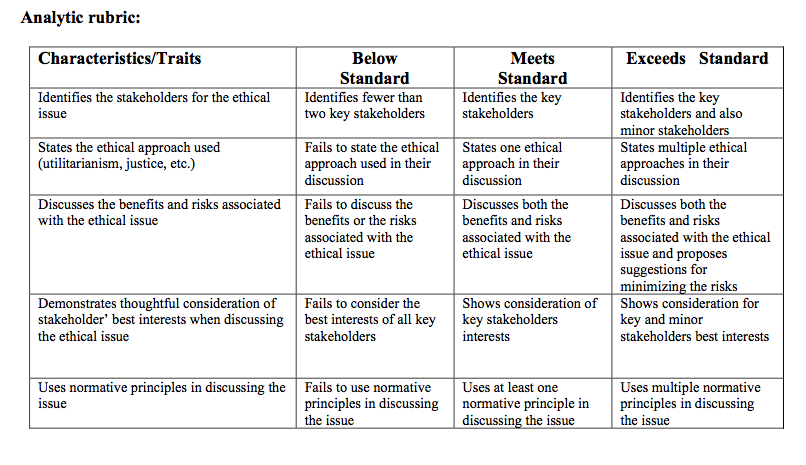 Analytic rubric:
Characteristics/Traits
Below
Standard
Meets
Standard
Exceeds Standard
Identifies the stakeholders for the ethical
issue
Identifies fewer than
two key stakeholders
Identifies the key
stakeholders
Identifies the key
stakeholders and also
minor stakeholders
States the ethical approach used
(utilitarianism, justice, etc.)
Fails to state the ethical
approach used in their
discussion
States one ethical
approach in their
discussion
States multiple ethical
approaches in their
discussion
Discusses the benefits and risks associated
with the ethical issue
Fails to discuss the
benefits or the risks
associated with the
ethical issue
Discusses both the
benefits and risks
associated with the
ethical issue
Discusses both the
benefits and risks
associated with the ethical
issue and proposes
suggestions for
minimizing the risks
Demonstrates thoughtful consideration of
stakeholder' best interests when discussing
the ethical issue
Fails to consider the
best interests of all key
stakeholders
Shows consideration of
key stakeholders
interests
Shows consideration for
key and minor
stakeholders best interests
Uses normative principles in discussing the
issue
Fails to use normative
principles in discussing
the issue
Uses at least one
normative principle in
discussing the issue
Uses multiple normative
principles in discussing
the issue